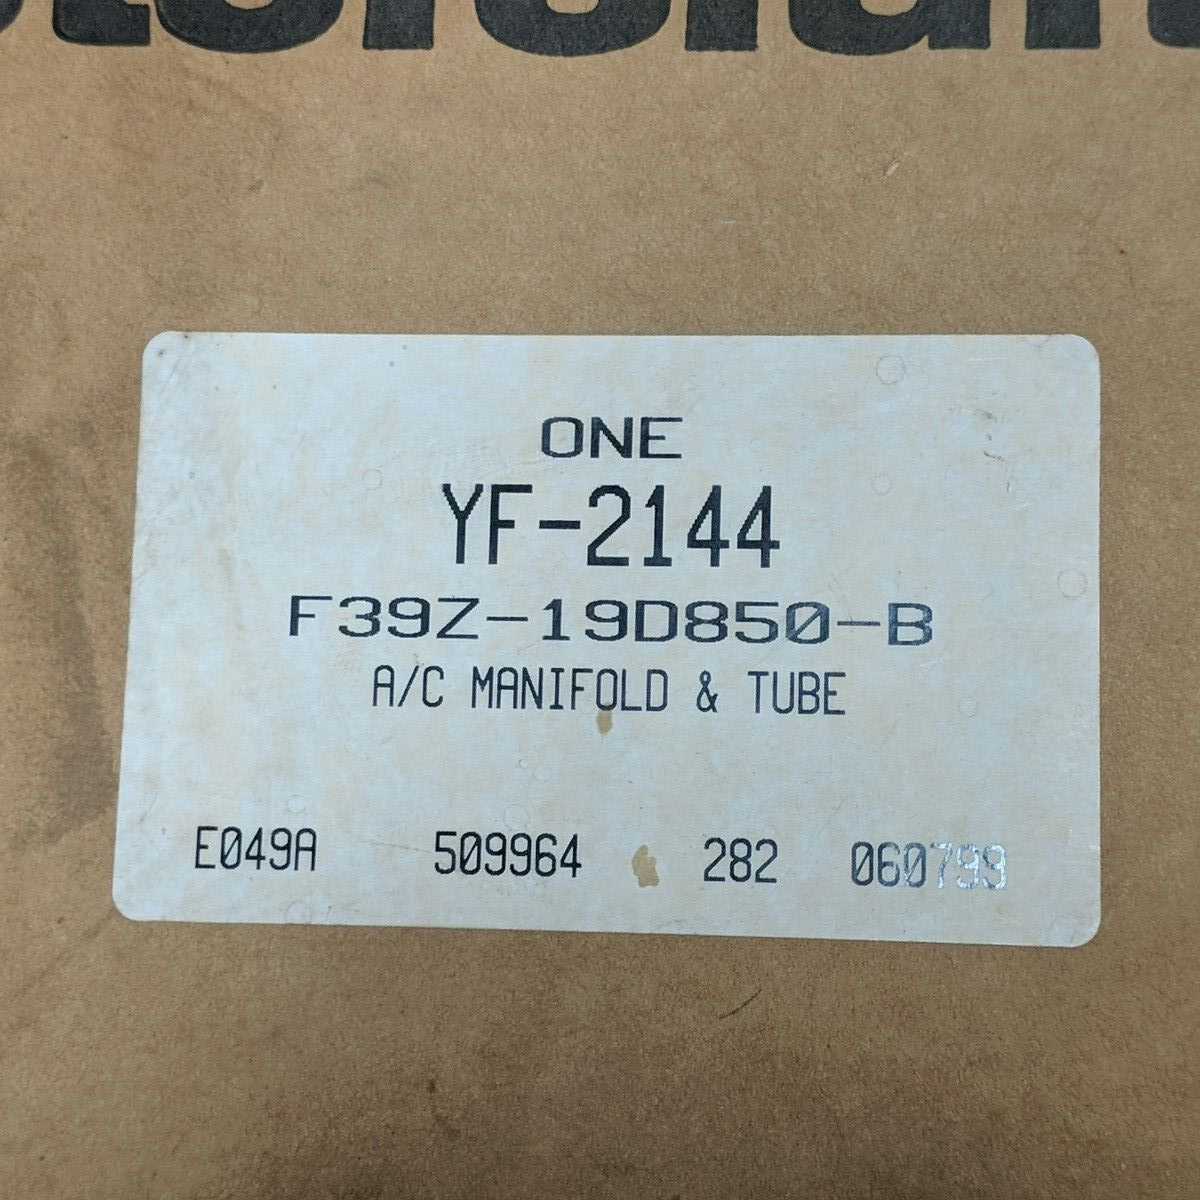 ONE
YF-2144
F39Z-19D850-B
A/C MANIFOLD & TUBE
E049A 509964 282 060799